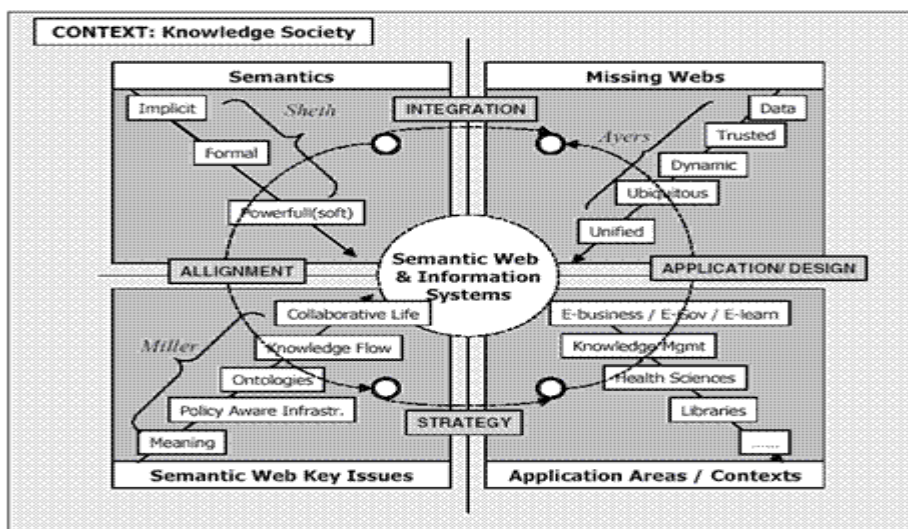 CONTEXT: Knowledge Society
Semantics
Missing Webs
Implicit
Sheth
Formal
Powerfull(soft)
INTEGRATION
Data
Ayers
Trusted
Dynamic
Ubiquitous
Unified
ALLIGNMENT
Semantic Web
& Information
Systems
APPLICATION/ DESIGN
Collaborative Life
Miller
Knowledge Flow
Ontologies
Policy Aware Infrastr.
Meaning
E-business / E-Gov / E-learn
Knowledge Mgmt
Health Sciences
Libraries
......
STRATEGY
Semantic Web Key Issues
Application Areas / Contexts